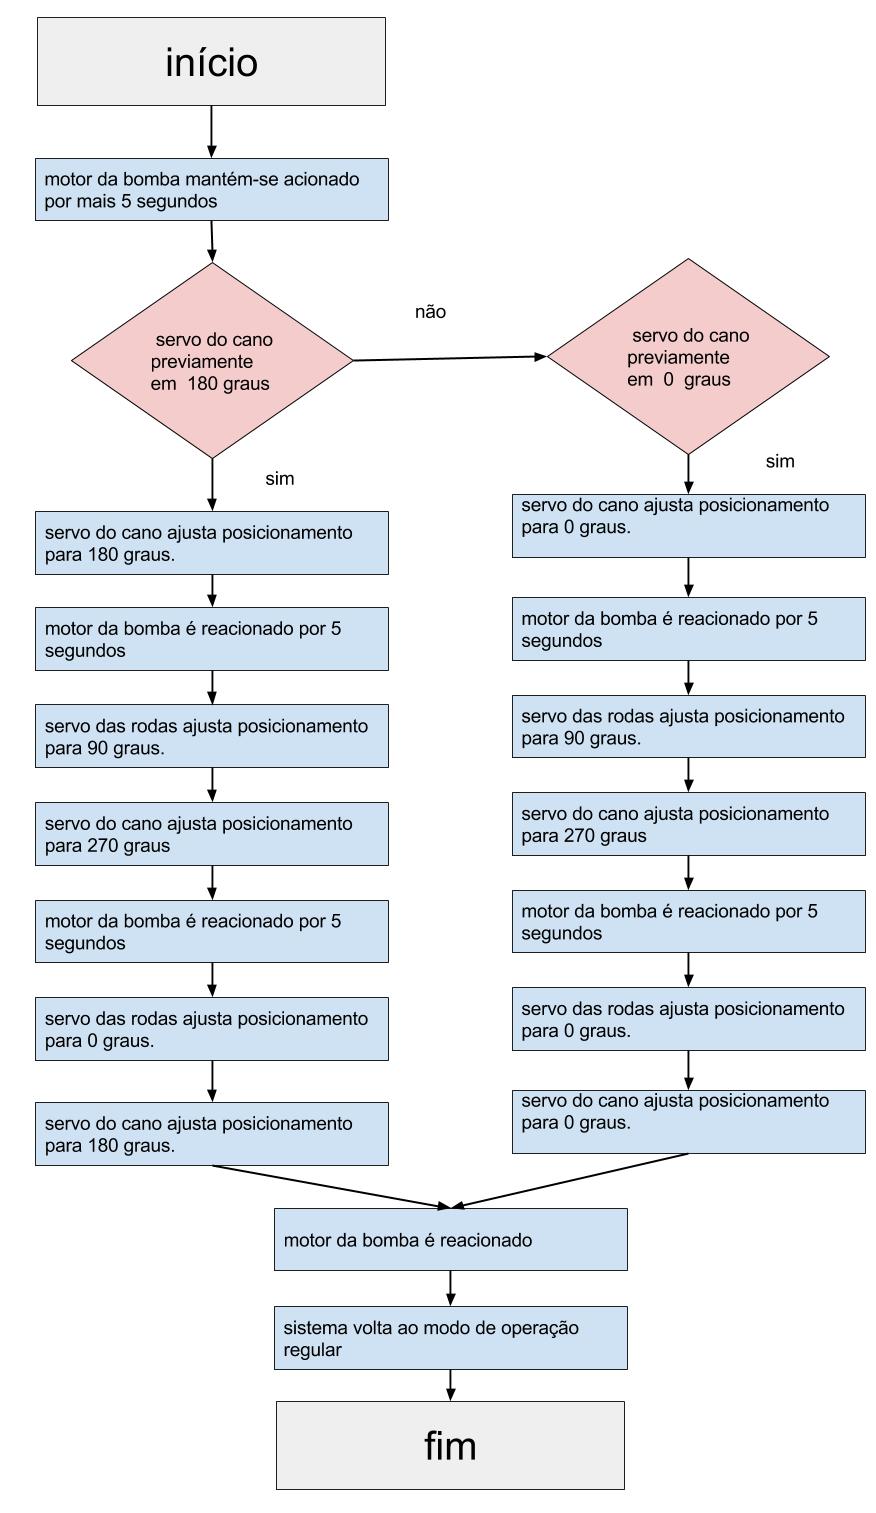 início
motor da bomba mantém-se acionado
por mais 5 segundos
servo do cano
previamente
em 180 graus
não
servo do cano
previamente
em 0 graus
sim
servo do cano ajusta posicionamento
para 180 graus.
motor da bomba é reacionado por 5
segundos
servo das rodas ajusta posicionamento
para 90 graus.
servo do cano ajusta posicionamento
para 270 graus
motor da bomba é reacionado por 5
segundos
servo das rodas ajusta posicionamento
para 0 graus.
servo do cano ajusta posicionamento
para 180 graus.
sim
servo do cano ajusta posicionamento
para 0 graus.
motor da bomba é reacionado por 5
segundos
servo das rodas ajusta posicionamento
para 90 graus.
servo do cano ajusta posicionamento
para 270 graus
motor da bomba é reacionado por 5
segundos
servo das rodas ajusta posicionamento
para 0 graus.
servo do cano ajusta posicionamento
para 0 graus.
motor da bomba é reacionado
sistema volta ao modo de operação
regular
fim